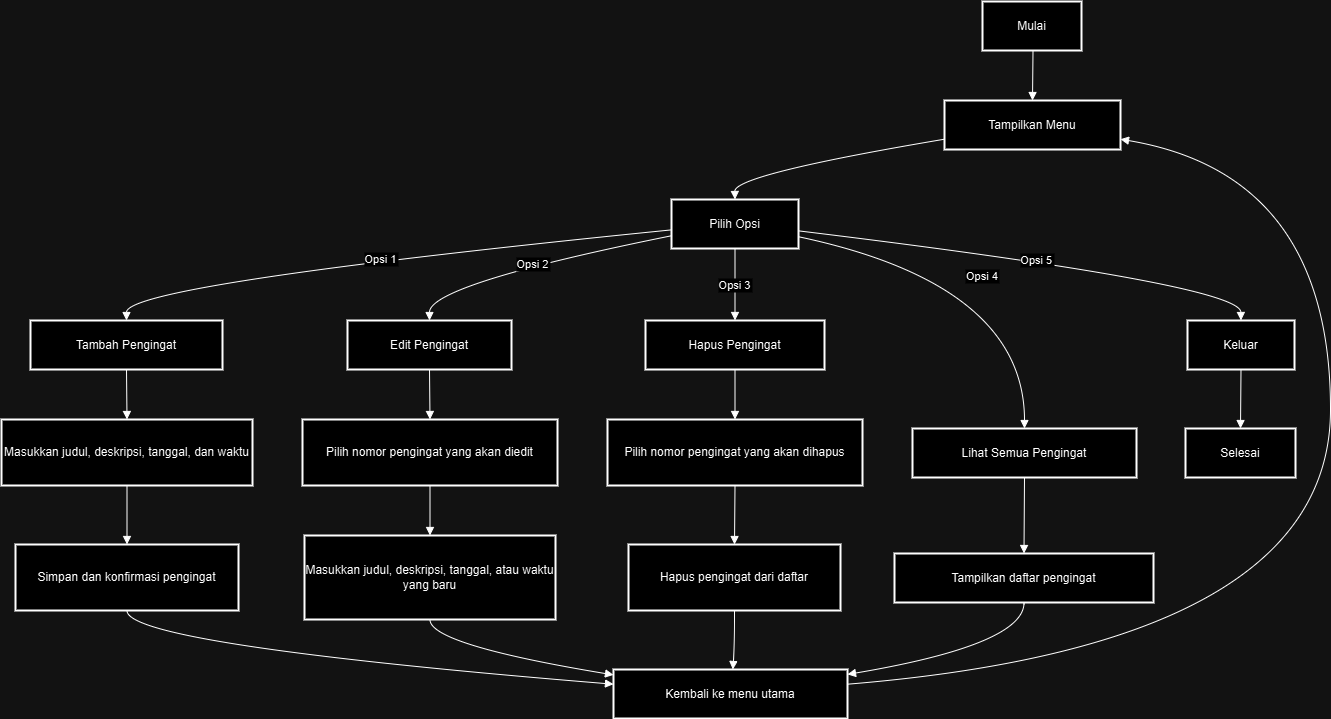 Mulai
Tampilkan Menu
Pilih Opsi
Opsi 1
Opsi 2
Opsi 3
Opsi 4
Opsi 5
Tambah Pengingat
Edit Pengingat
Hapus Pengingat
Keluar
Masukkan judul, deskripsi, tanggal, dan waktu
Pilih nomor pengingat yang akan diedit
Pilih nomor pengingat yang akan dihapus
Lihat Semua Pengingat
Selesai
Simpan dan konfirmasi pengingat
Masukkan judul, deskripsi, tanggal, atau waktu
yang baru
Hapus pengingat dari daftar
Tampilkan daftar pengingat
Kembali ke menu utama